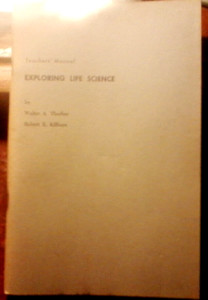 Teachers' Manual
EXPLORING LIFE SCIENCE
by
Walter A. Thurber
Robert E. Kilburn